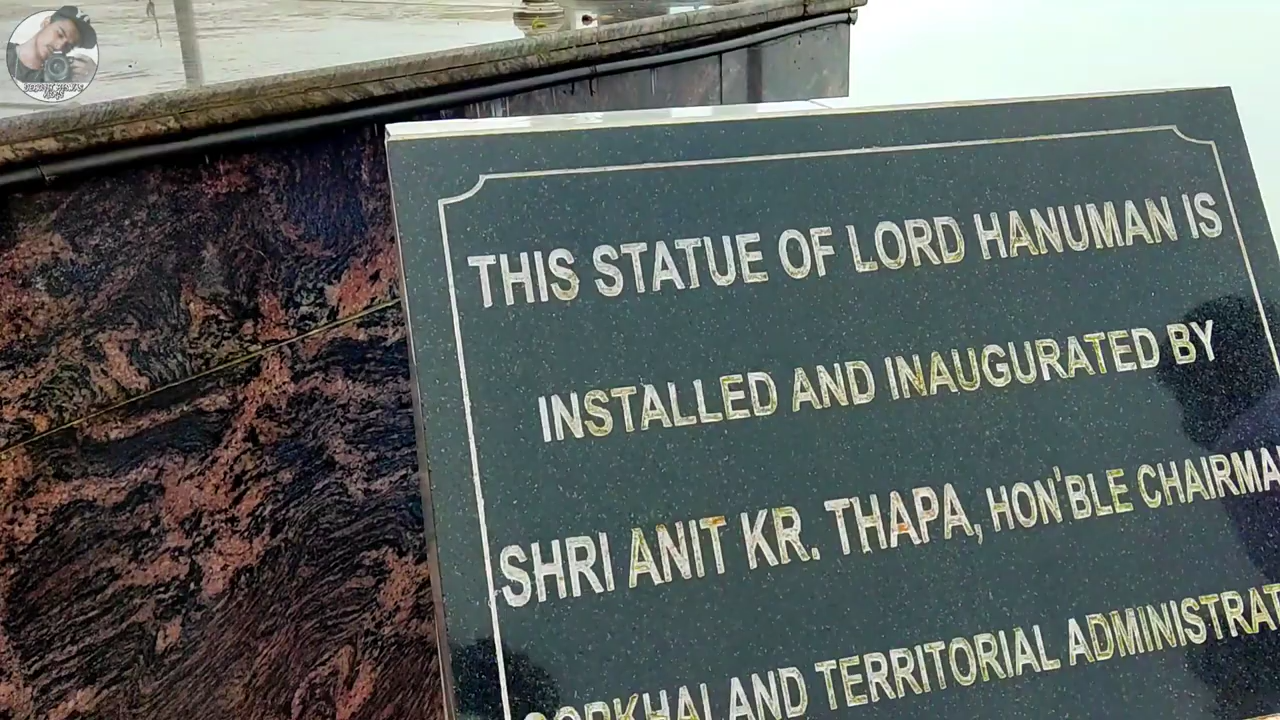 THIS STATUE OF LORD HANUMAN IS
INSTALLED AND INAUGURATED BY
SHRI ANIT KR. THAPA, HON'BLE CHAIRMA
GORKHALAND TERRITORIAL ADMINISTRAT